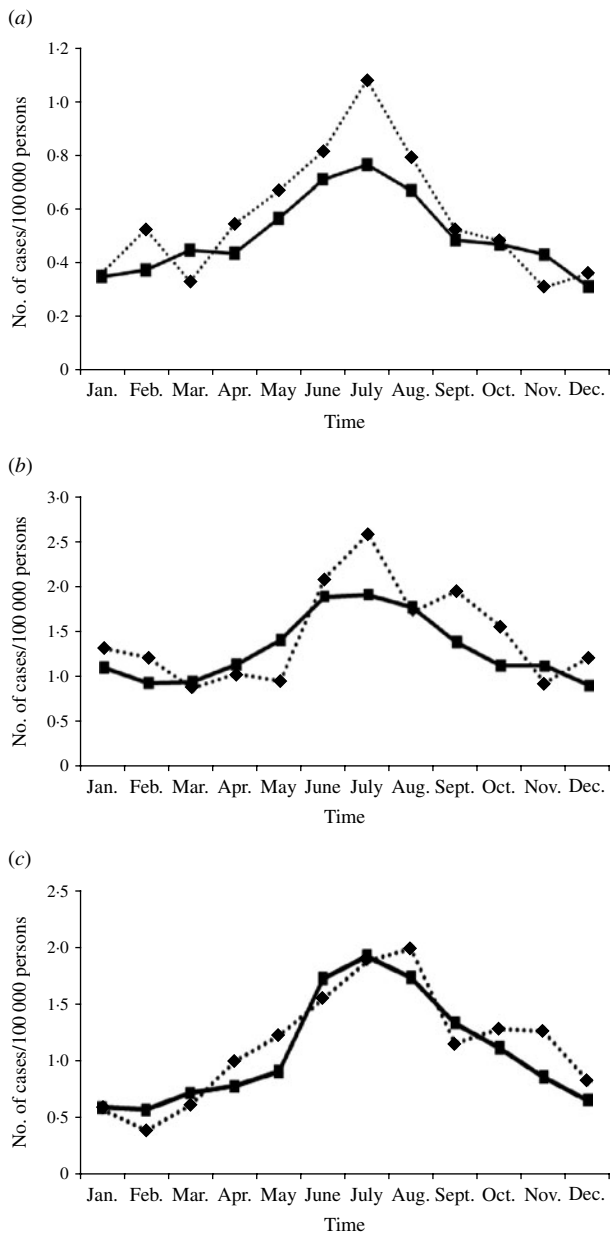 (a)
1·2
1·0
0·8
0·6
0·4
0·2
0
No. of cases/100 000 persons
Jan. Feb. Mar. Apr. May June July Aug. Sept. Oct. Nov. Dec.
Time
(b)
3·0
2·5
2·0
1·5
1·0
0·5
0
No. of cases/100 000 persons
Jan. Feb. Mar. Apr. May June July Aug. Sept. Oct. Nov. Dec.
Time
(c)
2·5
2·0
1·5
1·0
0·5
0
No. of cases/100 000 persons
Jan. Feb. Mar. Apr. May June July Aug. Sept. Oct. Nov. Dec.
Time